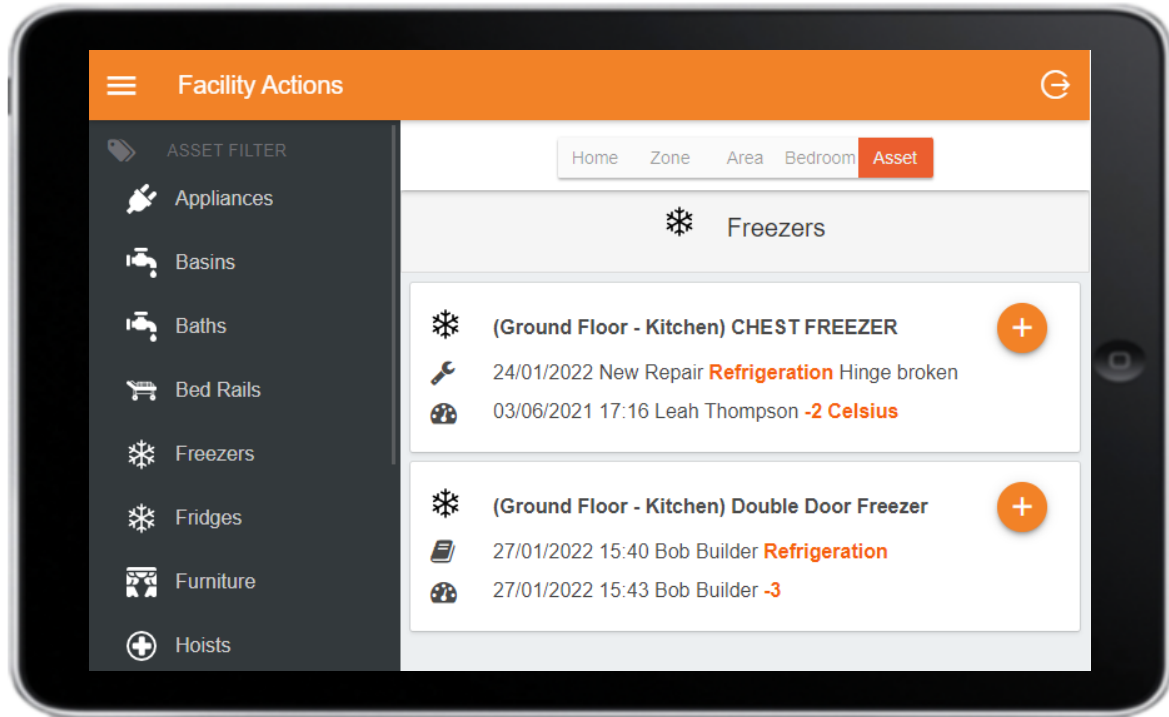 Facility Actions
ASSET FILTER
Appliances
Basins
Baths
Bed Rails
Freezers
Fridges
Furniture
Hoists
Home Zone Area Bedroom Asset
Freezers
(Ground Floor - Kitchen) CHEST FREEZER
24/01/2022 New Repair Refrigeration Hinge broken
03/06/2021 17:16 Leah Thompson -2 Celsius
(Ground Floor - Kitchen) Double Door Freezer
27/01/2022 15:40 Bob Builder Refrigeration
27/01/2022 15:43 Bob Builder -3